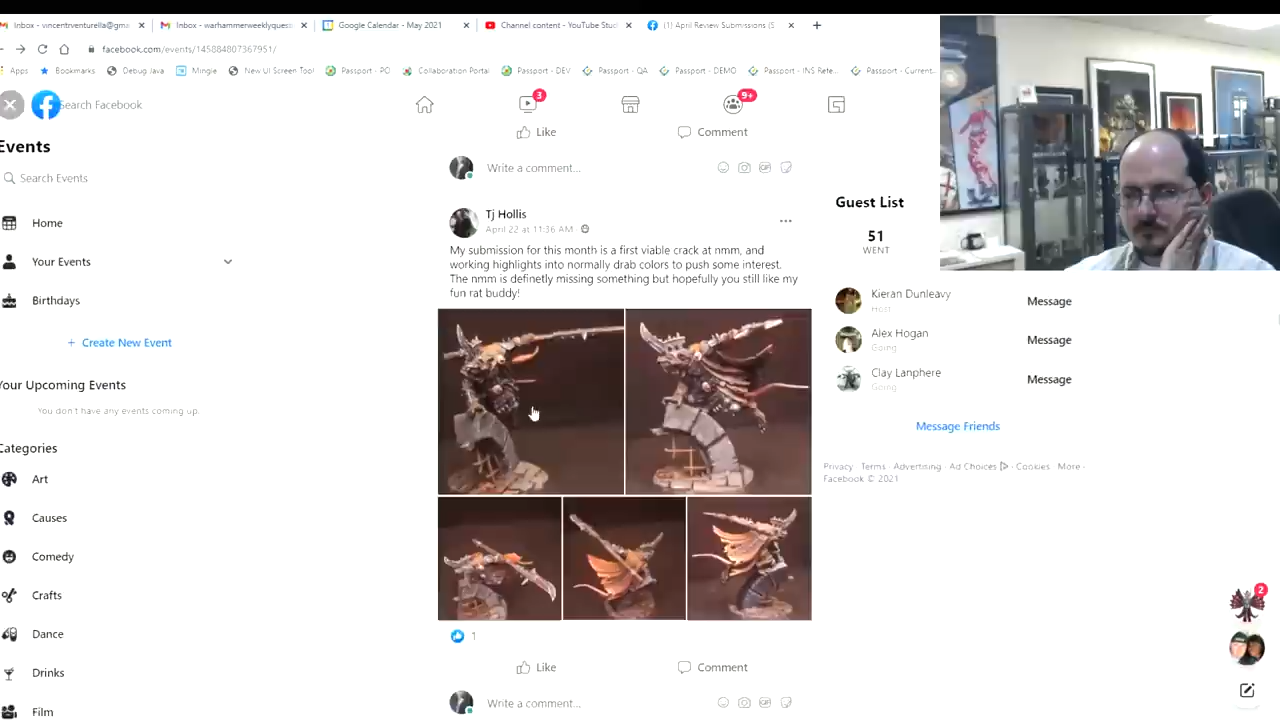 Inbox - vincentrventurella@gma
Inbox - warhammerweeklyquest
Google Calendar - May 2021
Channel content - YouTube Stud
(1) April Review Submissions (S
facebook.com/events/145884807367951/
Apps
Bookmarks
Debug Java
Mingle
New UI Screen Tool
Passport - PO
Collaboration Portal
Passport - DEV
Passport - QA
Passport - DEMO
Passport - INS Rete...
Passport - Current...
Search Facebook
3
9+
Events
Search Events
Home
Your Events
Birthdays
+ Create New Event
Your Upcoming Events
You don't have any events coming up.
Categories
Art
Causes
Comedy
Crafts
Dance
Drinks
Film
Like
Comment
Write a comment...
GIF
Tj Hollis
April 22 at 11:36 AM
My submission for this month is a first viable crack at nmm, and
working highlights into normally drab colors to push some interest.
The nmm is definetly missing something but hopefully you still like my
fun rat buddy!
1
Like
Comment
Write a comment...
GIF
Guest List
51
WENT
Kieran Dunleavy
Host
Message
Alex Hogan
Going
Message
Clay Lanphere
Going
Message
Message Friends
Privacy · Terms · Advertising · Ad Choices · Cookies · More ·
Facebook © 2021
2